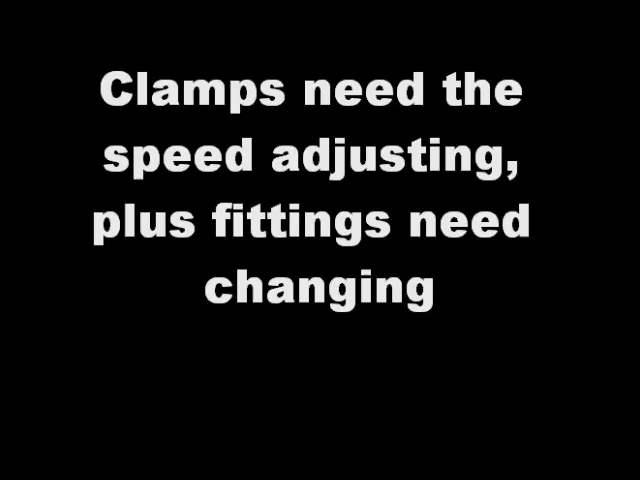 Clamps need the
speed adjusting,
plus fittings need
changing